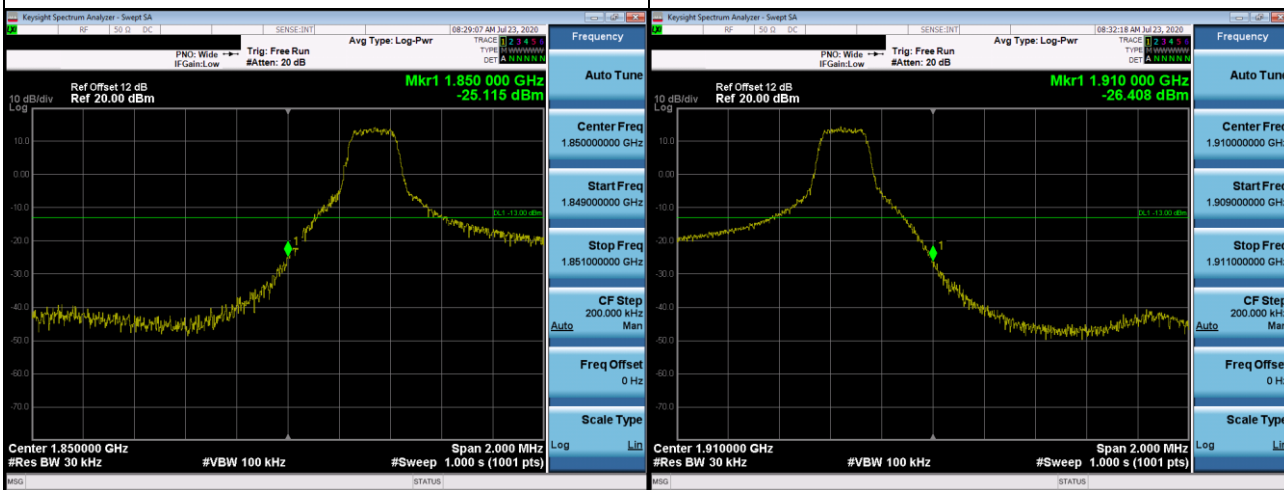 Keysight Spectrum Analyzer - Swept SA
RF 50 Ω DC SENSE:INT 08:29:07 AM Jul 23, 2020
Avg Type: Log-Pwr
TRACE 1 2 3 4 5 6
PNO: Wide Trig: Free Run
TYPE M WWWWW
IFGain:Low #Atten: 20 dB
DET A N N N N N
Mkr1 1.850 000 GHz
Ref Offset 12 dB
-25.115 dBm
10 dB/div Ref 20.00 dBm
Log
10.0
0.00
-10.0
DL1 -13.00 dBm
-20.0
1
-30.0
-40.0
-50.0
-60.0
-70.0
Center 1.850000 GHz Span 2.000 MHz
#Res BW 30 kHz #VBW 100 kHz #Sweep 1.000 s (1001 pts)
MSG STATUS
Frequency
Auto Tune
Center Freq
1.850000000 GHz
Start Freq
1.849000000 GHz
Stop Freq
1.851000000 GHz
CF Step
200.000 kHz
Auto Man
Freq Offset
0 Hz
Scale Type
Log Lin
Keysight Spectrum Analyzer - Swept SA
RF 50 Ω DC SENSE:INT 08:32:18 AM Jul 23, 2020
Avg Type: Log-Pwr
TRACE 1 2 3 4 5 6
PNO: Wide Trig: Free Run
TYPE M WWWWW
IFGain:Low #Atten: 20 dB
DET A N N N N N
Mkr1 1.910 000 GHz
Ref Offset 12 dB
-26.408 dBm
10 dB/div Ref 20.00 dBm
Log
10.0
0.00
-10.0
DL1 -13.00 dBm
-20.0
1
-30.0
-40.0
-50.0
-60.0
-70.0
Center 1.910000 GHz Span 2.000 MHz
#Res BW 30 kHz #VBW 100 kHz #Sweep 1.000 s (1001 pts)
MSG STATUS
Frequency
Auto Tun
Center Fre
1.910000000 GH
Start Fre
1.909000000 GH
Stop Fre
1.911000000 GH
CF Step
200.000 kH
Auto Ma
Freq Offse
0 H
Scale Typ
Log Li